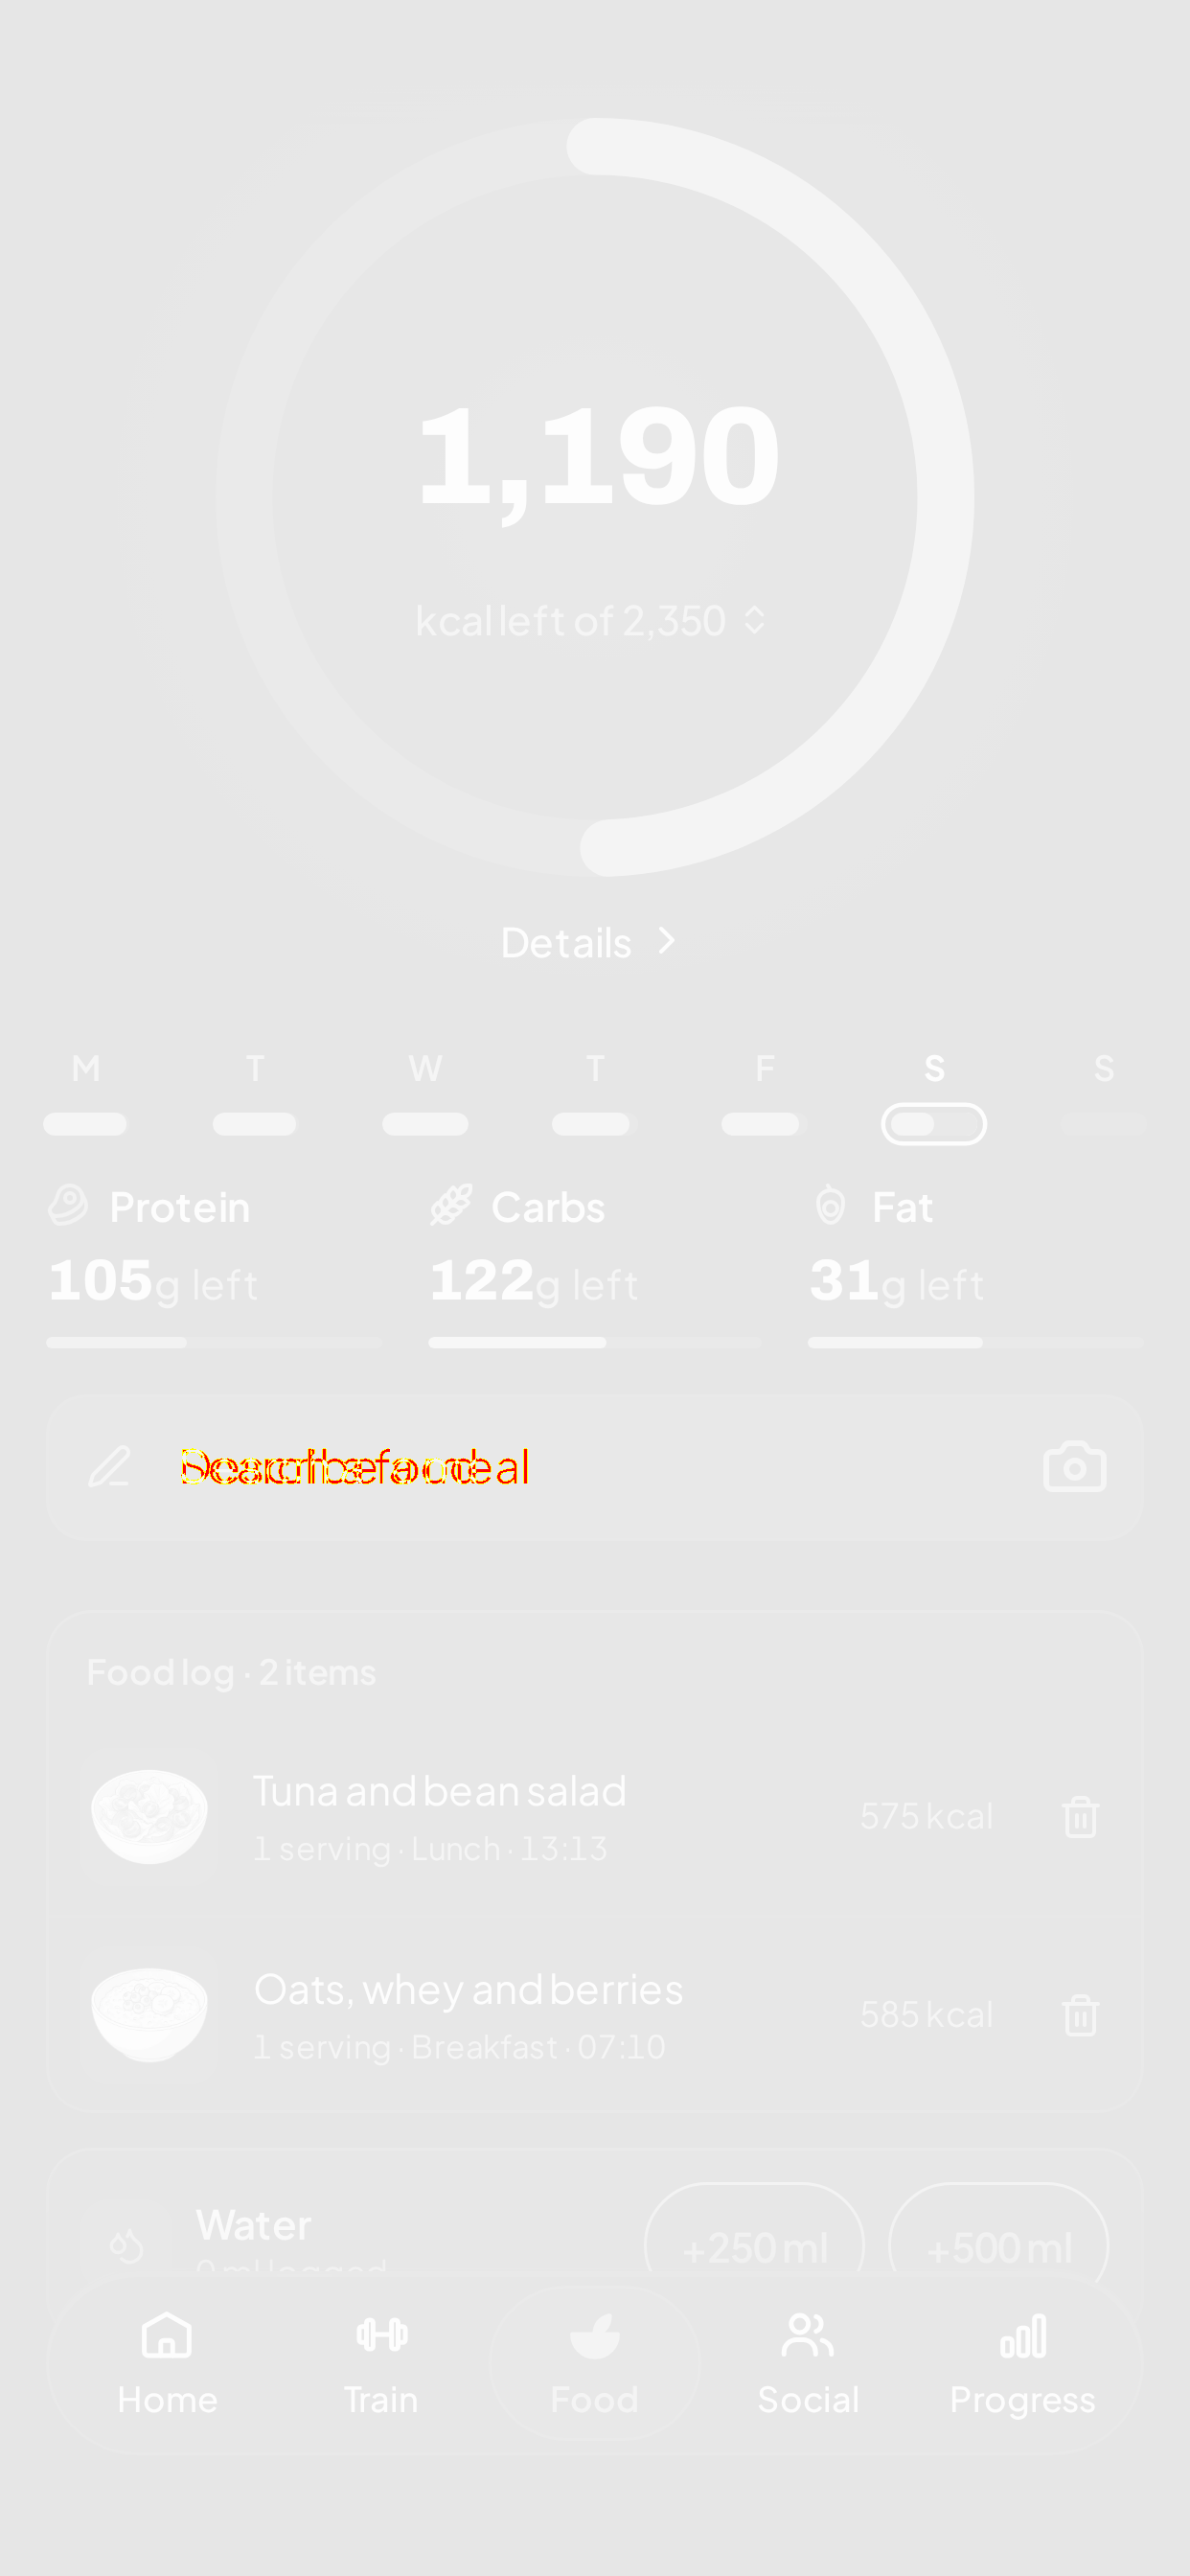 1,190
kcal left of 2,350
Details
M T W T F S S
Protein Carbs Fat
105g left 122g left 31g left
Food log · 2 items
Tuna and bean salad
575 kcal
1 serving · Lunch · 13:13
Oats, whey and berries
585 kcal
1 serving · Breakfast · 07:10
Water
+250 ml +500 ml
Home Train Food Social Progress